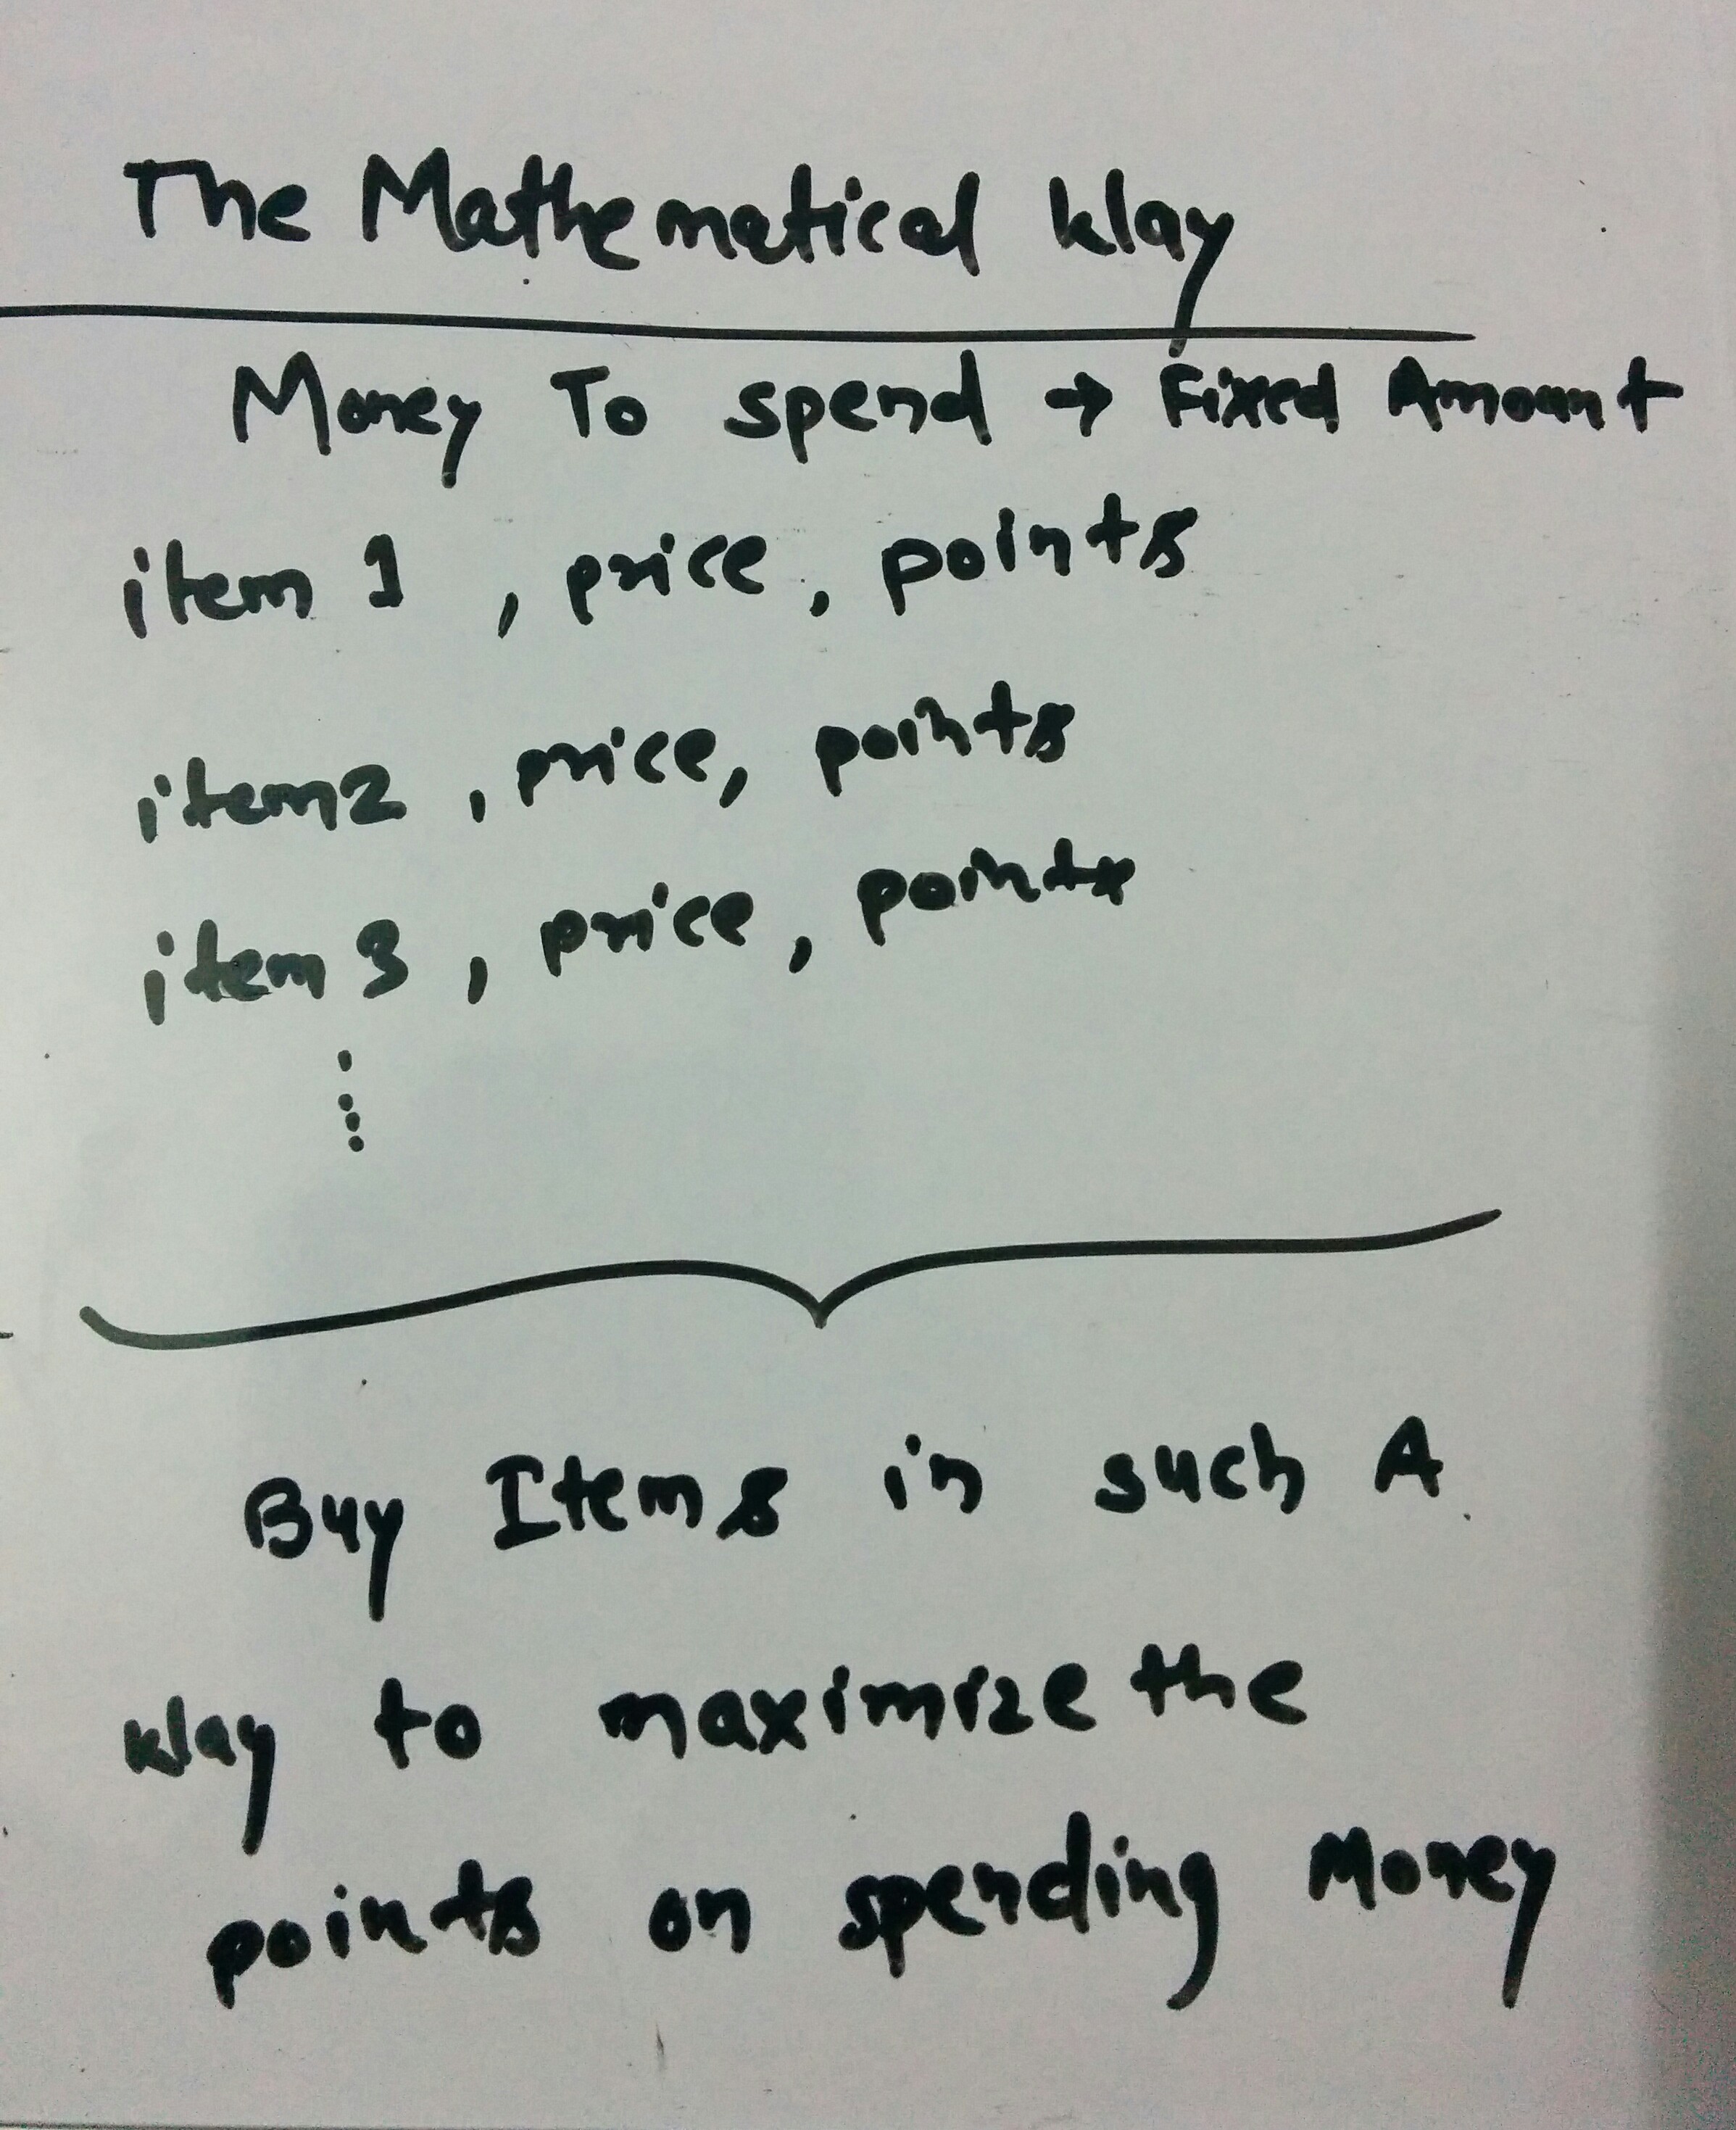 The Mathematical Way
Money To spend → Fixed Amount
item 1 , price, points
item2 , price, points
item 3 , price, points
⋮
Buy Items in such A
Way to maximize the
points on spending Money